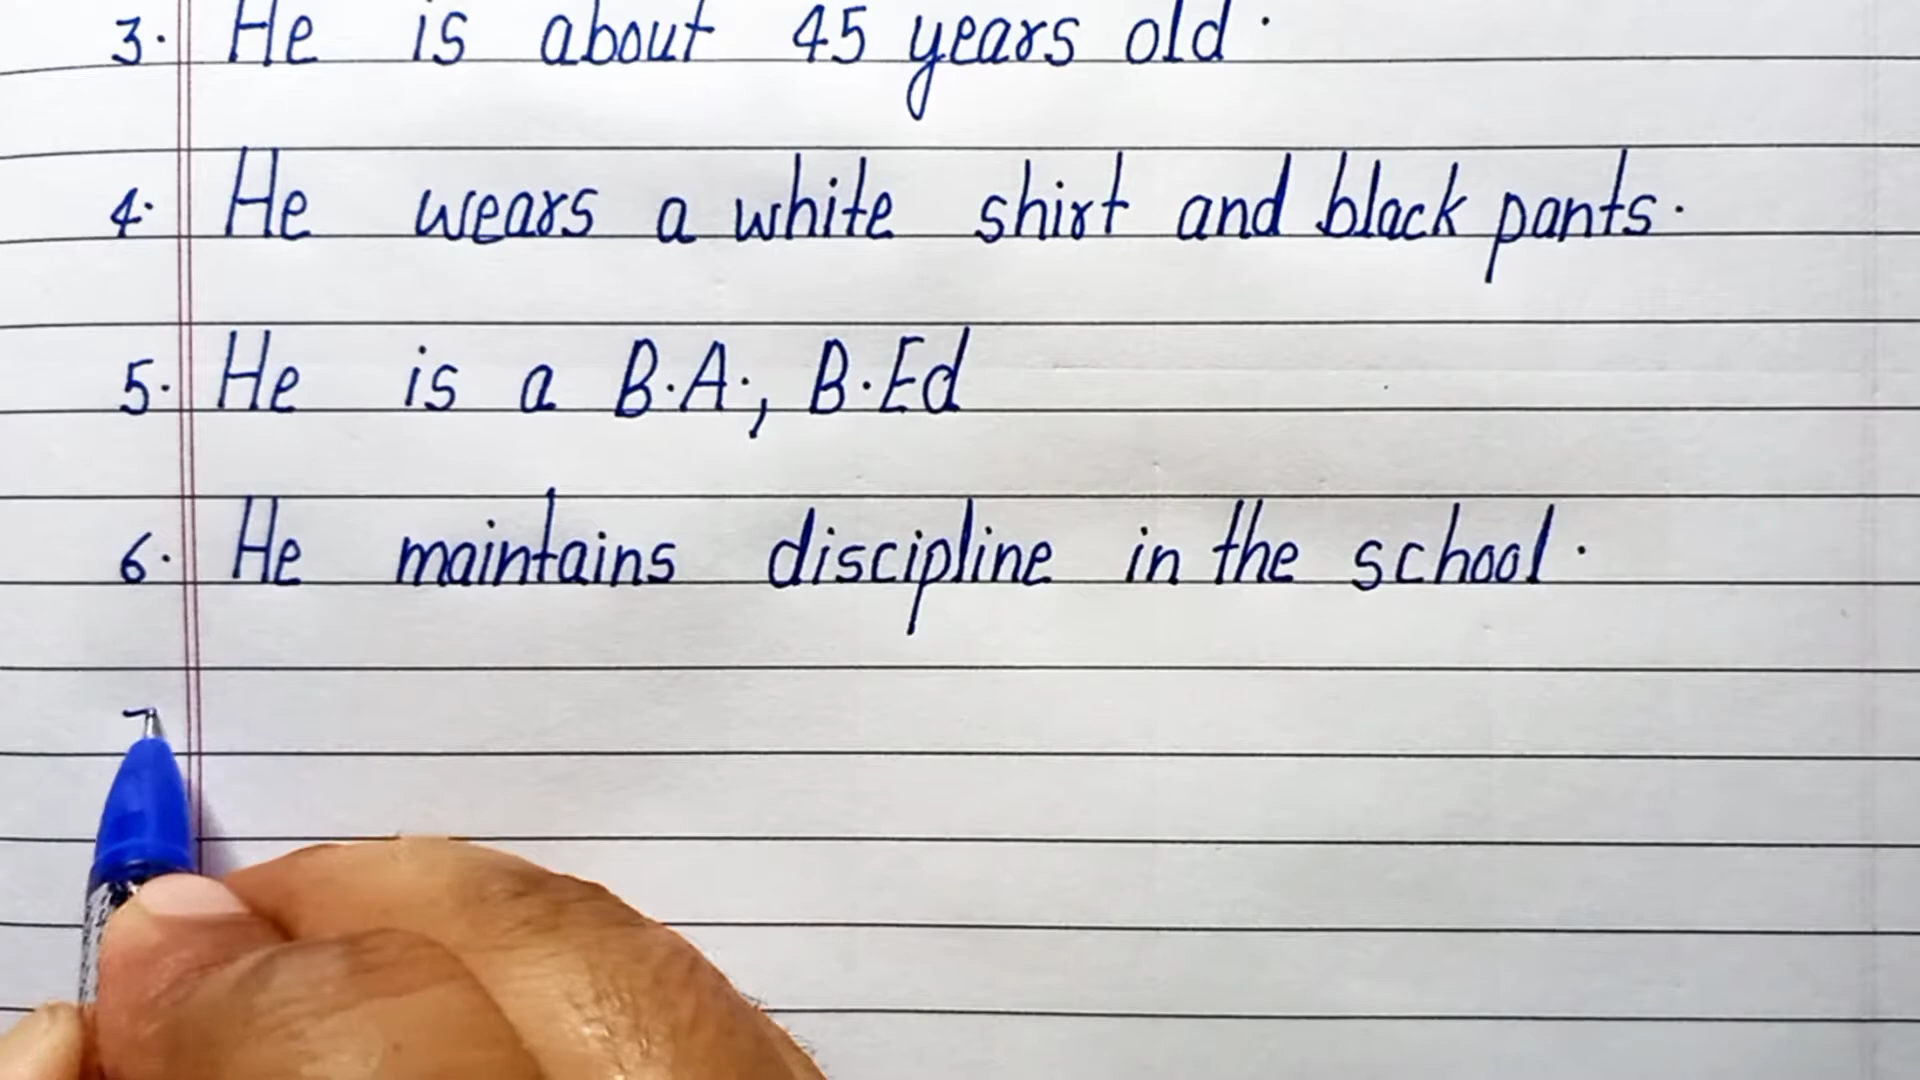 3. He is about 45 years old.
4. He wears a white shirt and black pants.
5. He is a B.A., B.Ed
6. He maintains discipline in the school.